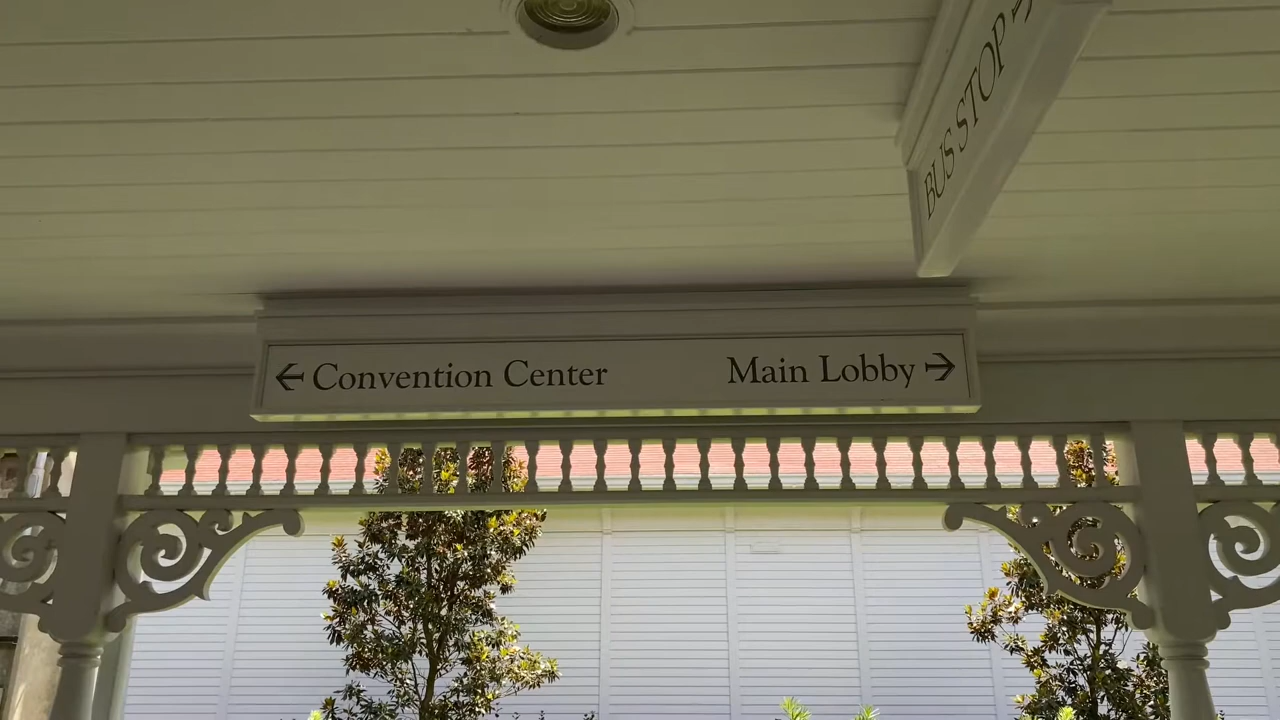 BUS STOP →
← Convention Center Main Lobby →